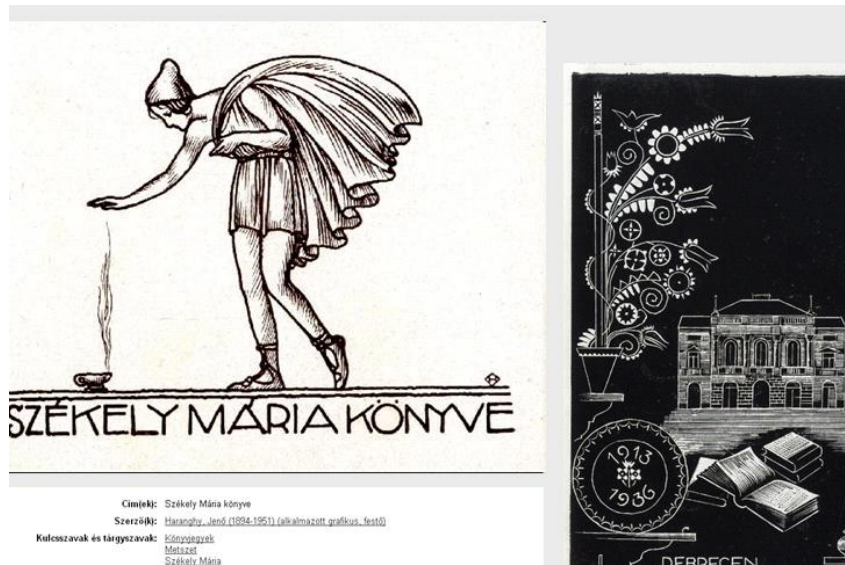 SZÉKELY MÁRIA KÖNYVE
Cím(ek): Székely Mária könyve
Szerző(k): Haranghy, Jenő (1894-1951) (alkalmazott grafikus, festő)
Kulcsszavak és tárgyszavak: Könyvjegyek
Metszet
Székely Mária
1913
1936
DEBRECEN